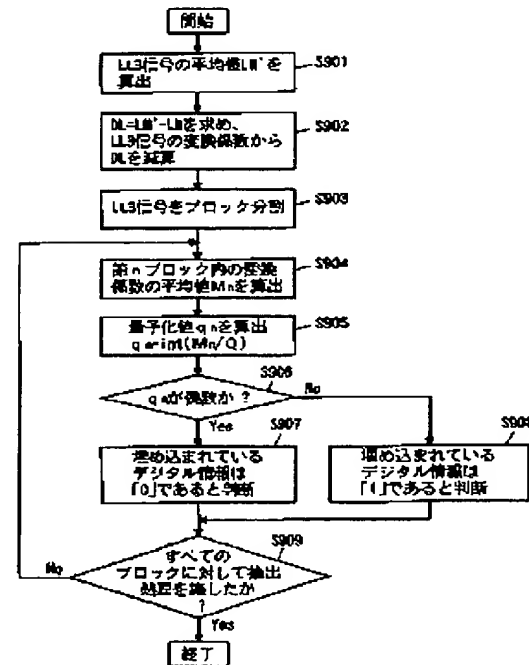 開始
LL3信号の平均値LM'を
算出
S901
DL=LM'-LMを求め、
LL3信号の変換係数から
DLを減算
S902
LL3信号をブロック分割
S903
第nブロック内の変換
係数の平均値Mnを算出
S904
量子化値qnを算出
qn=int(Mn/Q)
S905
qnが偶数か?
S906
No
Yes
埋め込まれている
デジタル情報は
「0」であると判断
S907
埋め込まれている
デジタル情報は
「1」であると判断
S908
すべての
ブロックに対して抽出
処理を施したか
?
S909
No
Yes
終了